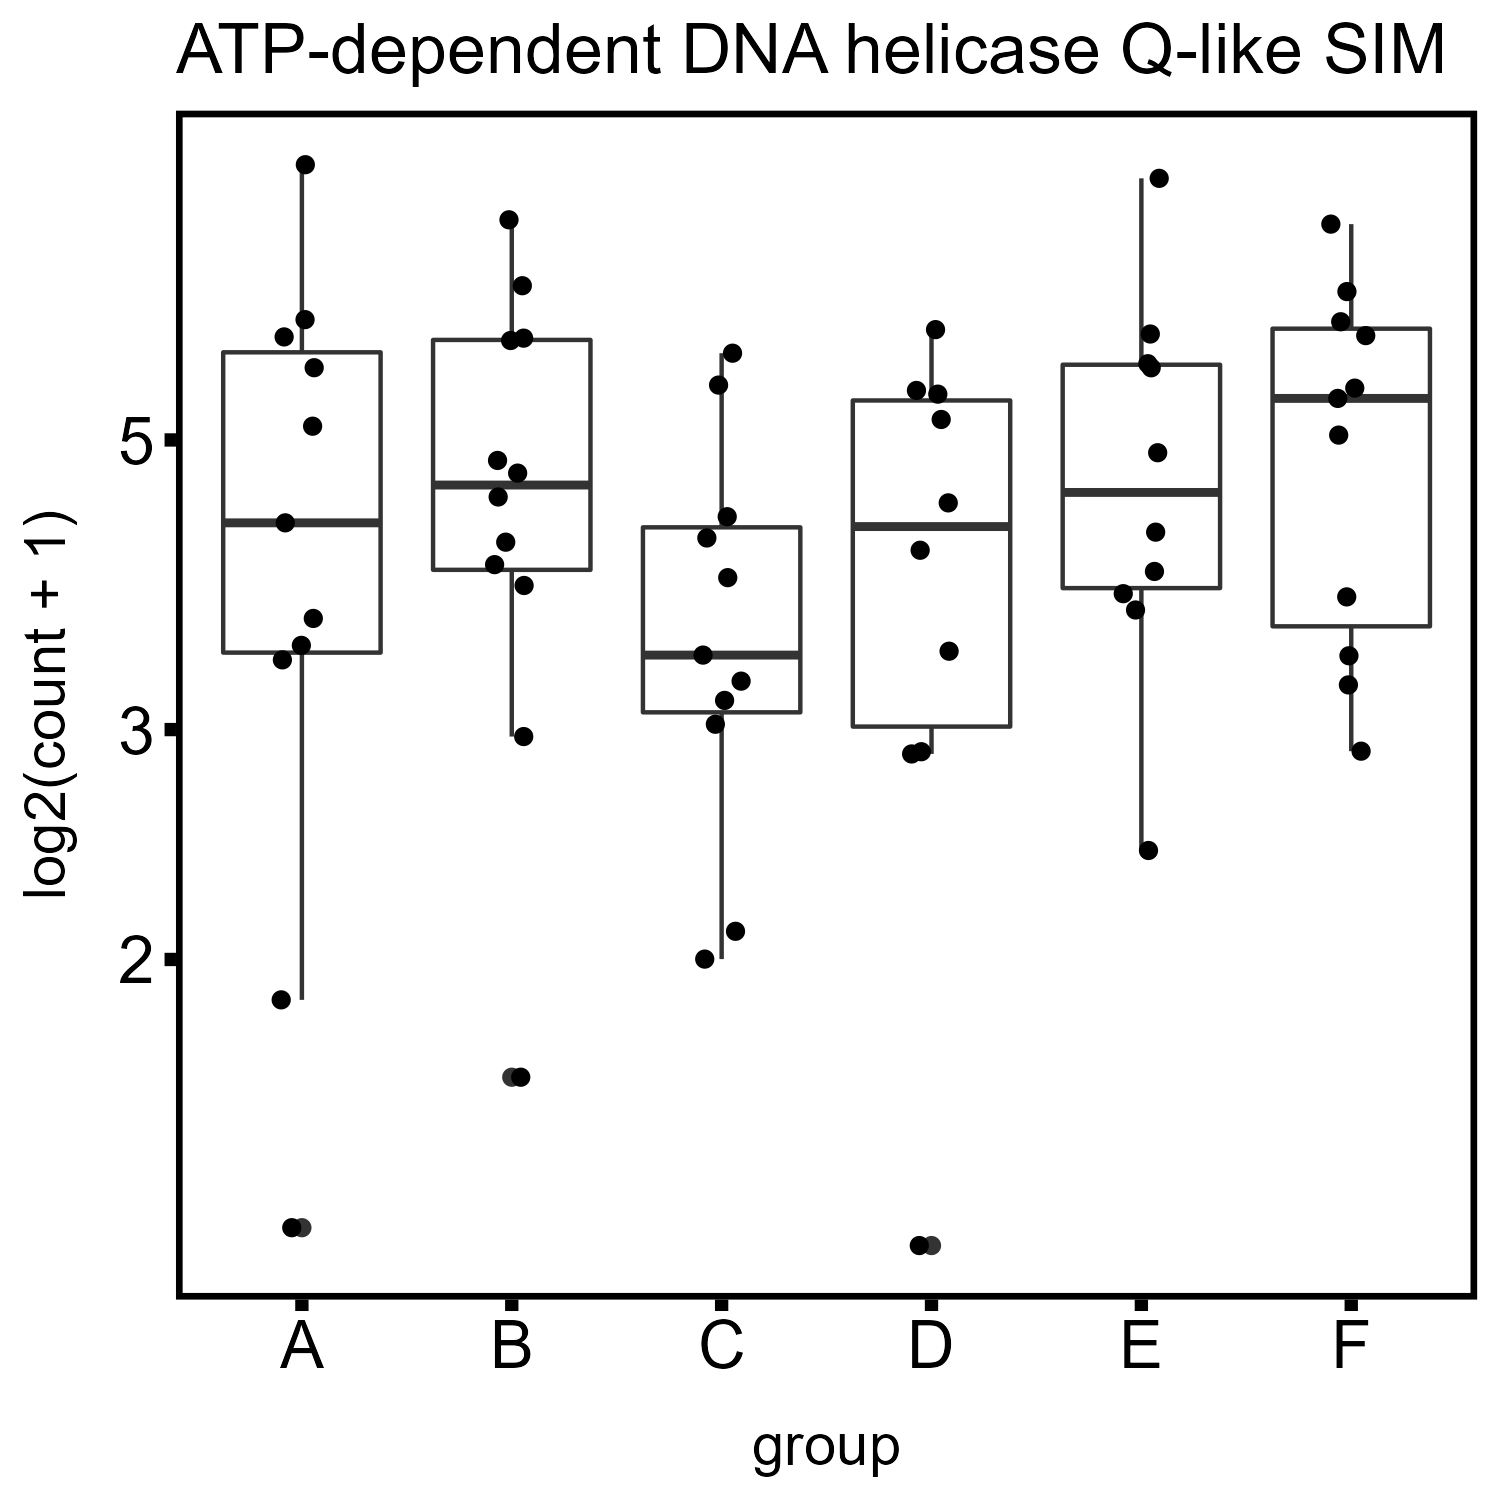 ATP-dependent DNA helicase Q-like SIM
log2(count + 1)
5
3
2
A B C D E F
group